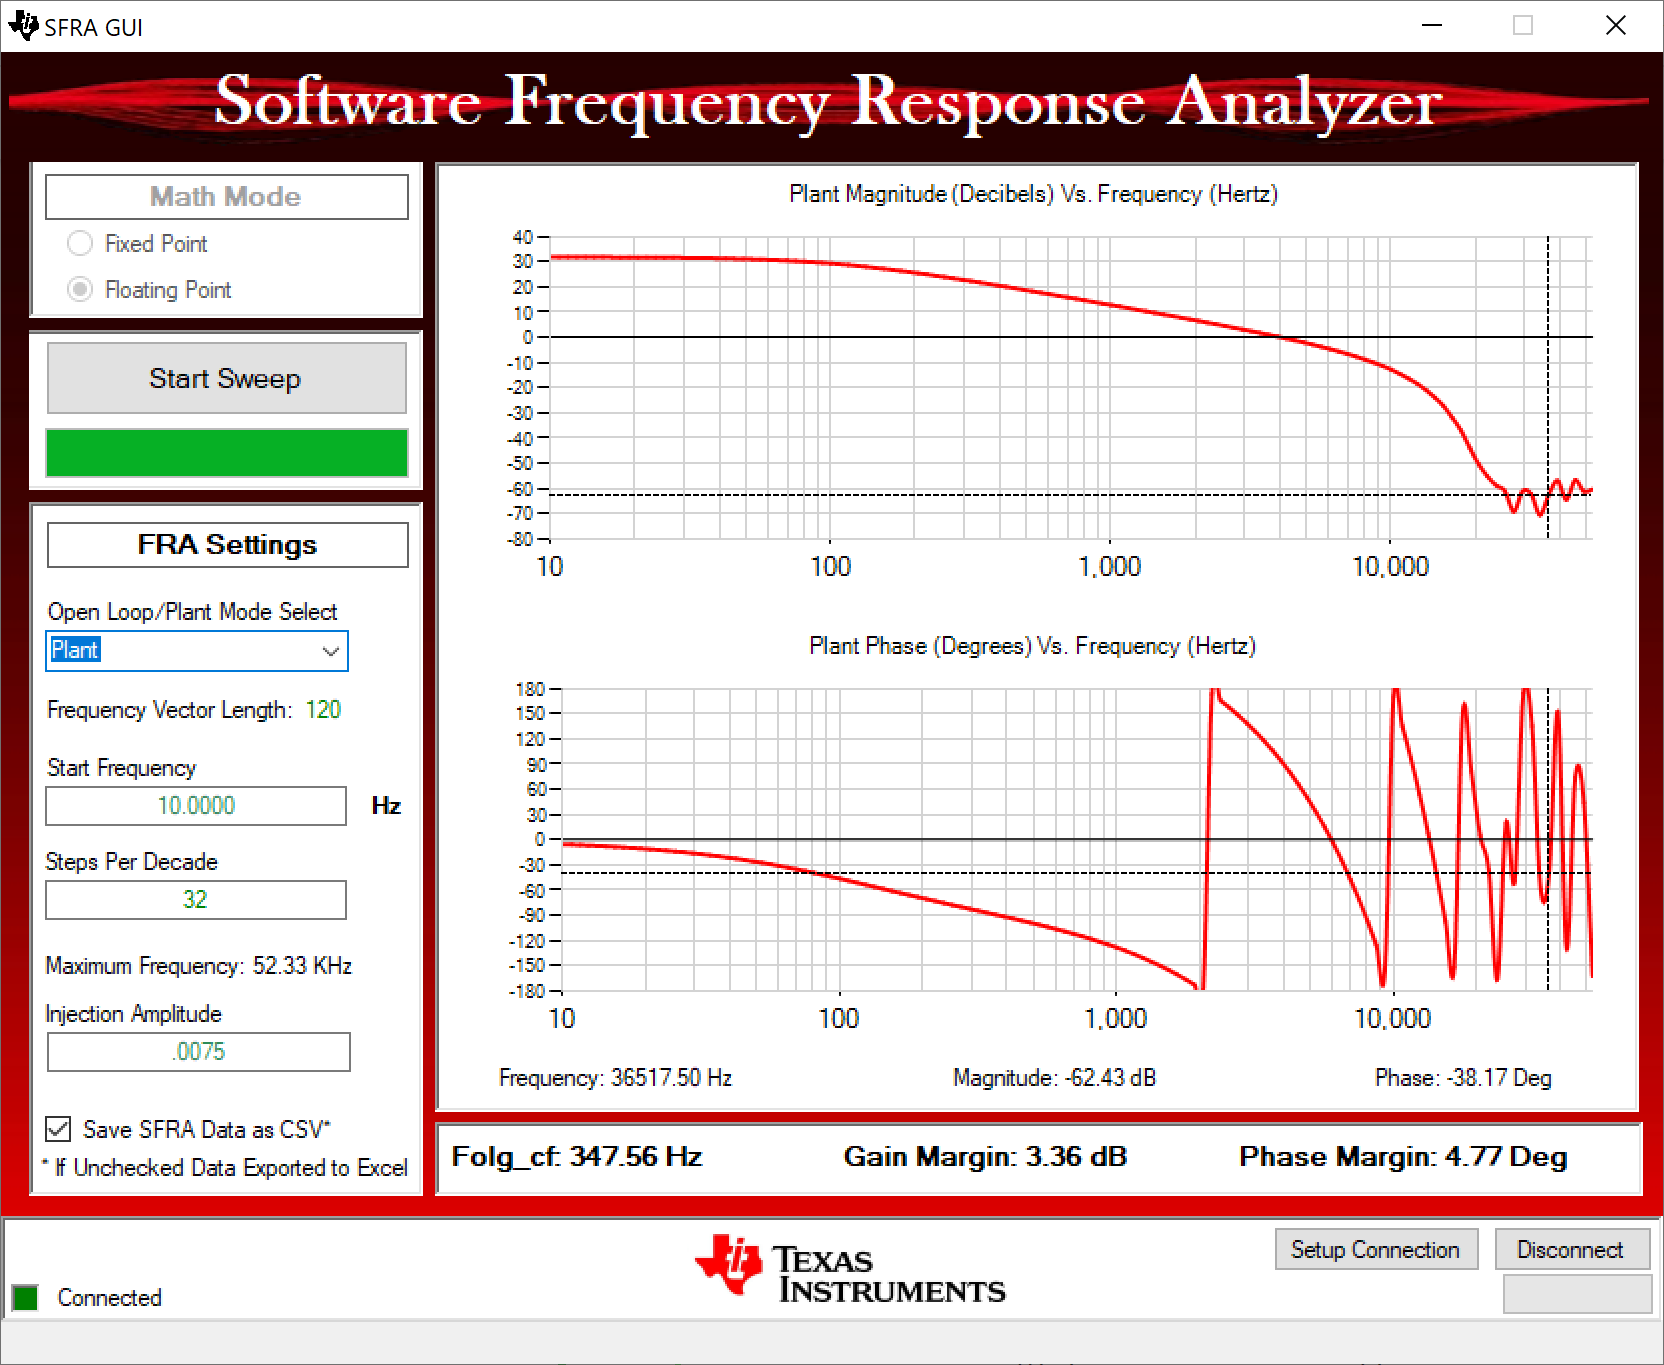 SFRA GUI
Software Frequency Response Analyzer
Math Mode
Fixed Point
Floating Point
Start Sweep
FRA Settings
Open Loop/Plant Mode Select
Plant
Frequency Vector Length: 120
Start Frequency
10.0000 Hz
Steps Per Decade
32
Maximum Frequency: 52.33 KHz
Injection Amplitude
.0075
Save SFRA Data as CSV*
* If Unchecked Data Exported to Excel
Plant Magnitude (Decibels) Vs. Frequency (Hertz)
40
30
20
10
0
-10
-20
-30
-40
-50
-60
-70
-80
10 100 1,000 10,000
Plant Phase (Degrees) Vs. Frequency (Hertz)
180
150
120
90
60
30
0
-30
-60
-90
-120
-150
-180
10 100 1,000 10,000
Frequency: 36517.50 Hz Magnitude: -62.43 dB Phase: -38.17 Deg
Folg_cf: 347.56 Hz Gain Margin: 3.36 dB Phase Margin: 4.77 Deg
Connected
TEXAS
INSTRUMENTS
Setup Connection Disconnect